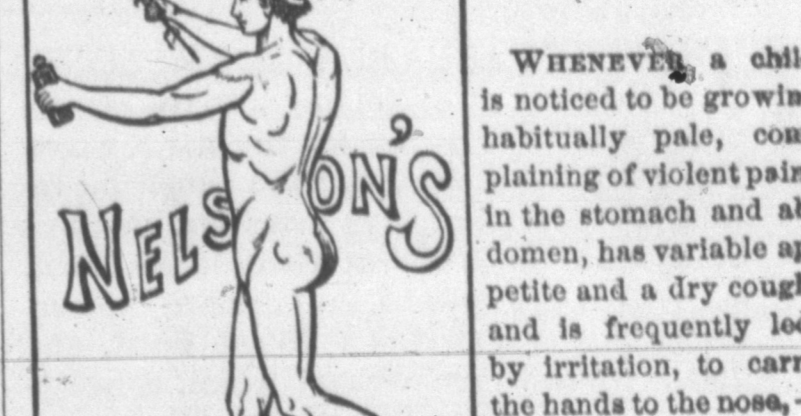 NELSON'S
WHENEVER a chil
is noticed to be growin
habitually pale, com
plaining of violent pain
in the stomach and ab
domen, has variable ap
petite and a dry cough
and is frequently led
by irritation, to carr
the hands to the nose,